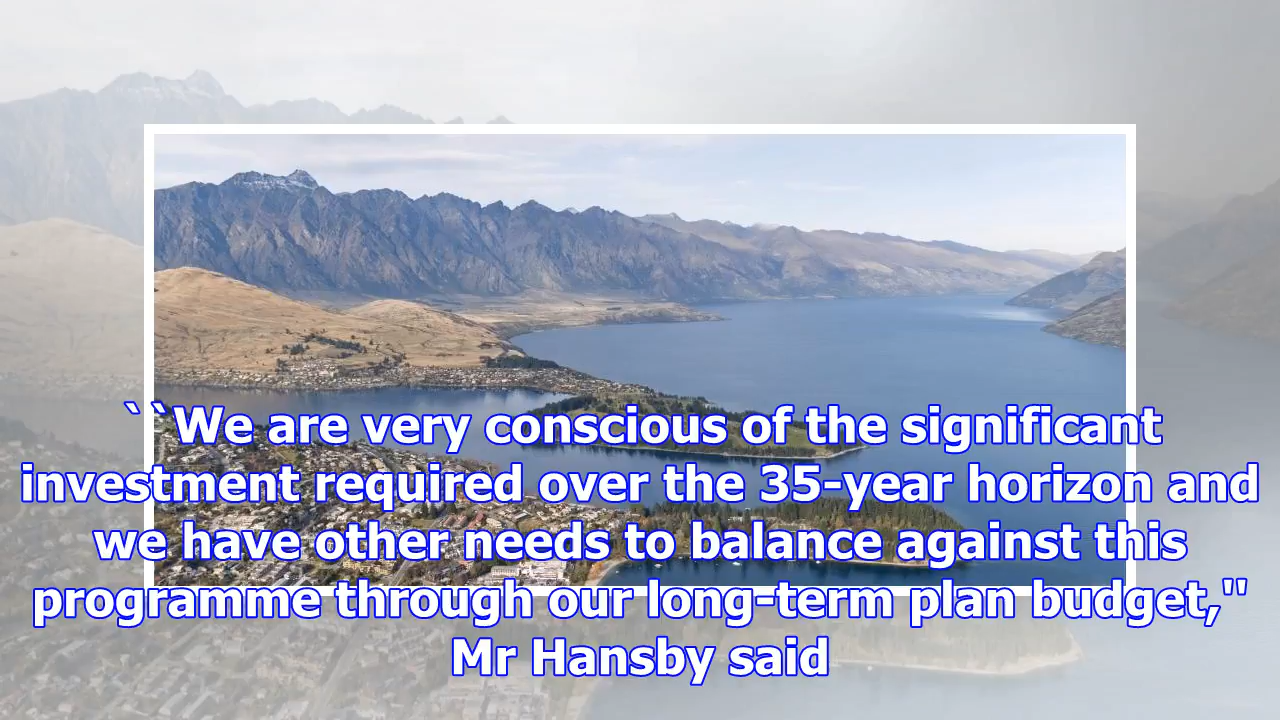 ``We are very conscious of the significant
investment required over the 35-year horizon and
we have other needs to balance against this
programme through our long-term plan budget,''
Mr Hansby said